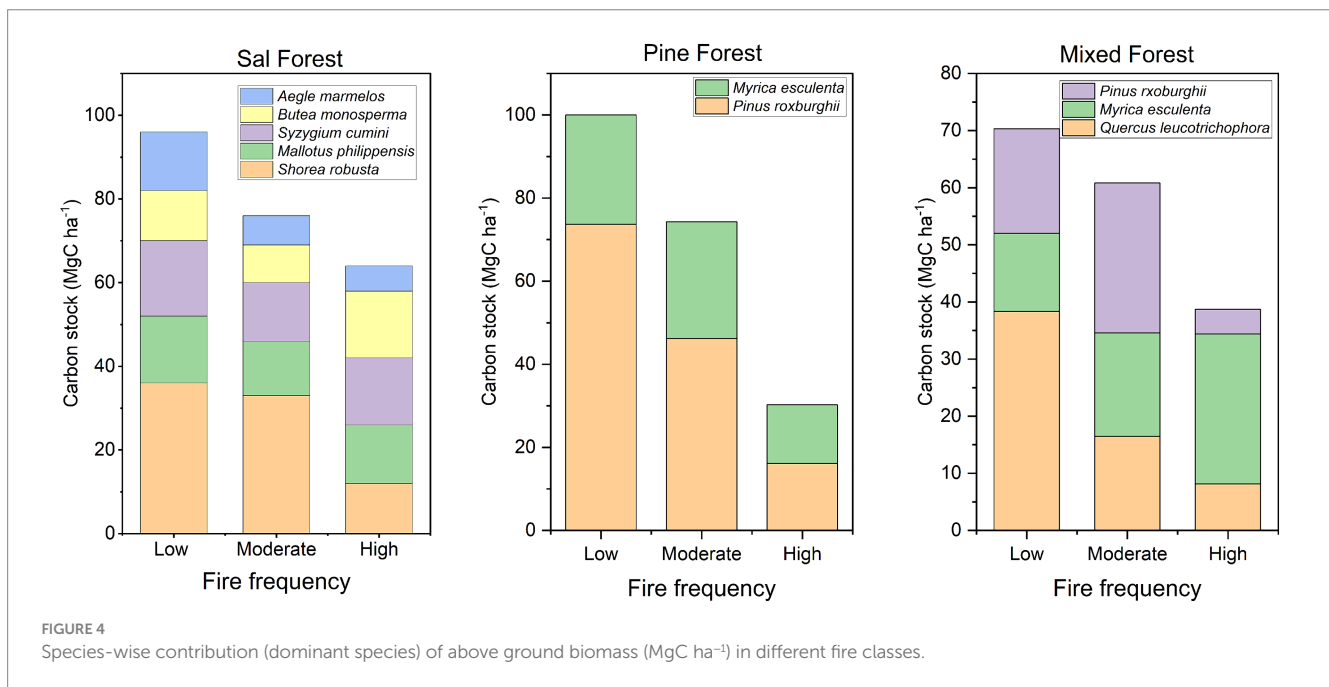 Sal Forest
Aegle marmelos
Butea monosperma
Syzygium cumini
Mallotus philippensis
Shorea robusta
Carbon stock (MgC ha⁻¹)
100
80
60
40
20
0
Low Moderate High
Fire frequency
Pine Forest
Myrica esculenta
Pinus roxburghii
Carbon stock (MgC ha⁻¹)
100
80
60
40
20
0
Low Moderate High
Fire frequency
Mixed Forest
Pinus rxoburghii
Myrica esculenta
Quercus leucotrichophora
Carbon stock (MgC ha⁻¹)
80
70
60
50
40
30
20
10
0
Low Moderate High
Fire frequency
FIGURE 4
Species-wise contribution (dominant species) of above ground biomass (MgC ha⁻¹) in different fire classes.